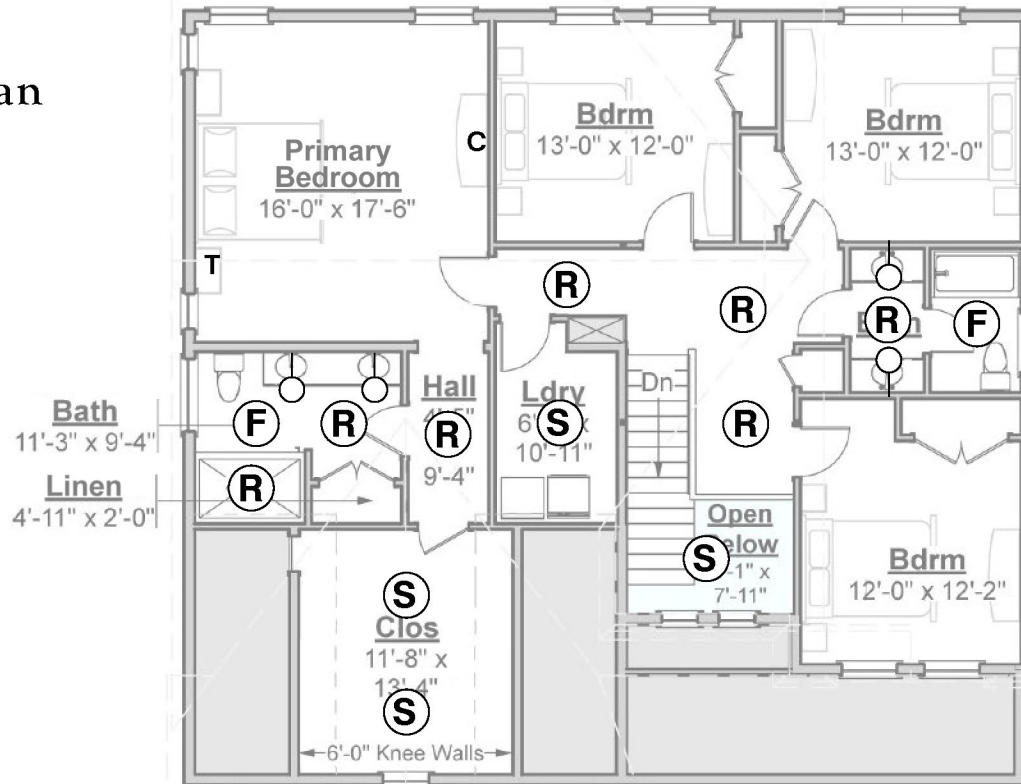 an
Primary
Bedroom
16'-0" x 17'-6"
C
T
Bdrm
13'-0" x 12'-0"
Bdrm
13'-0" x 12'-0"
R
R
R
F
Bath
11'-3" x 9'-4"
F
R
R
Linen
4'-11" x 2'-0"
Hall
R
9'-4"
Ldry
S
10'-11"
Dn
R
Open
S
7'-11"
Bdrm
12'-0" x 12'-2"
S
Clos
11'-8" x
13'-4"
S
6'-0" Knee Walls